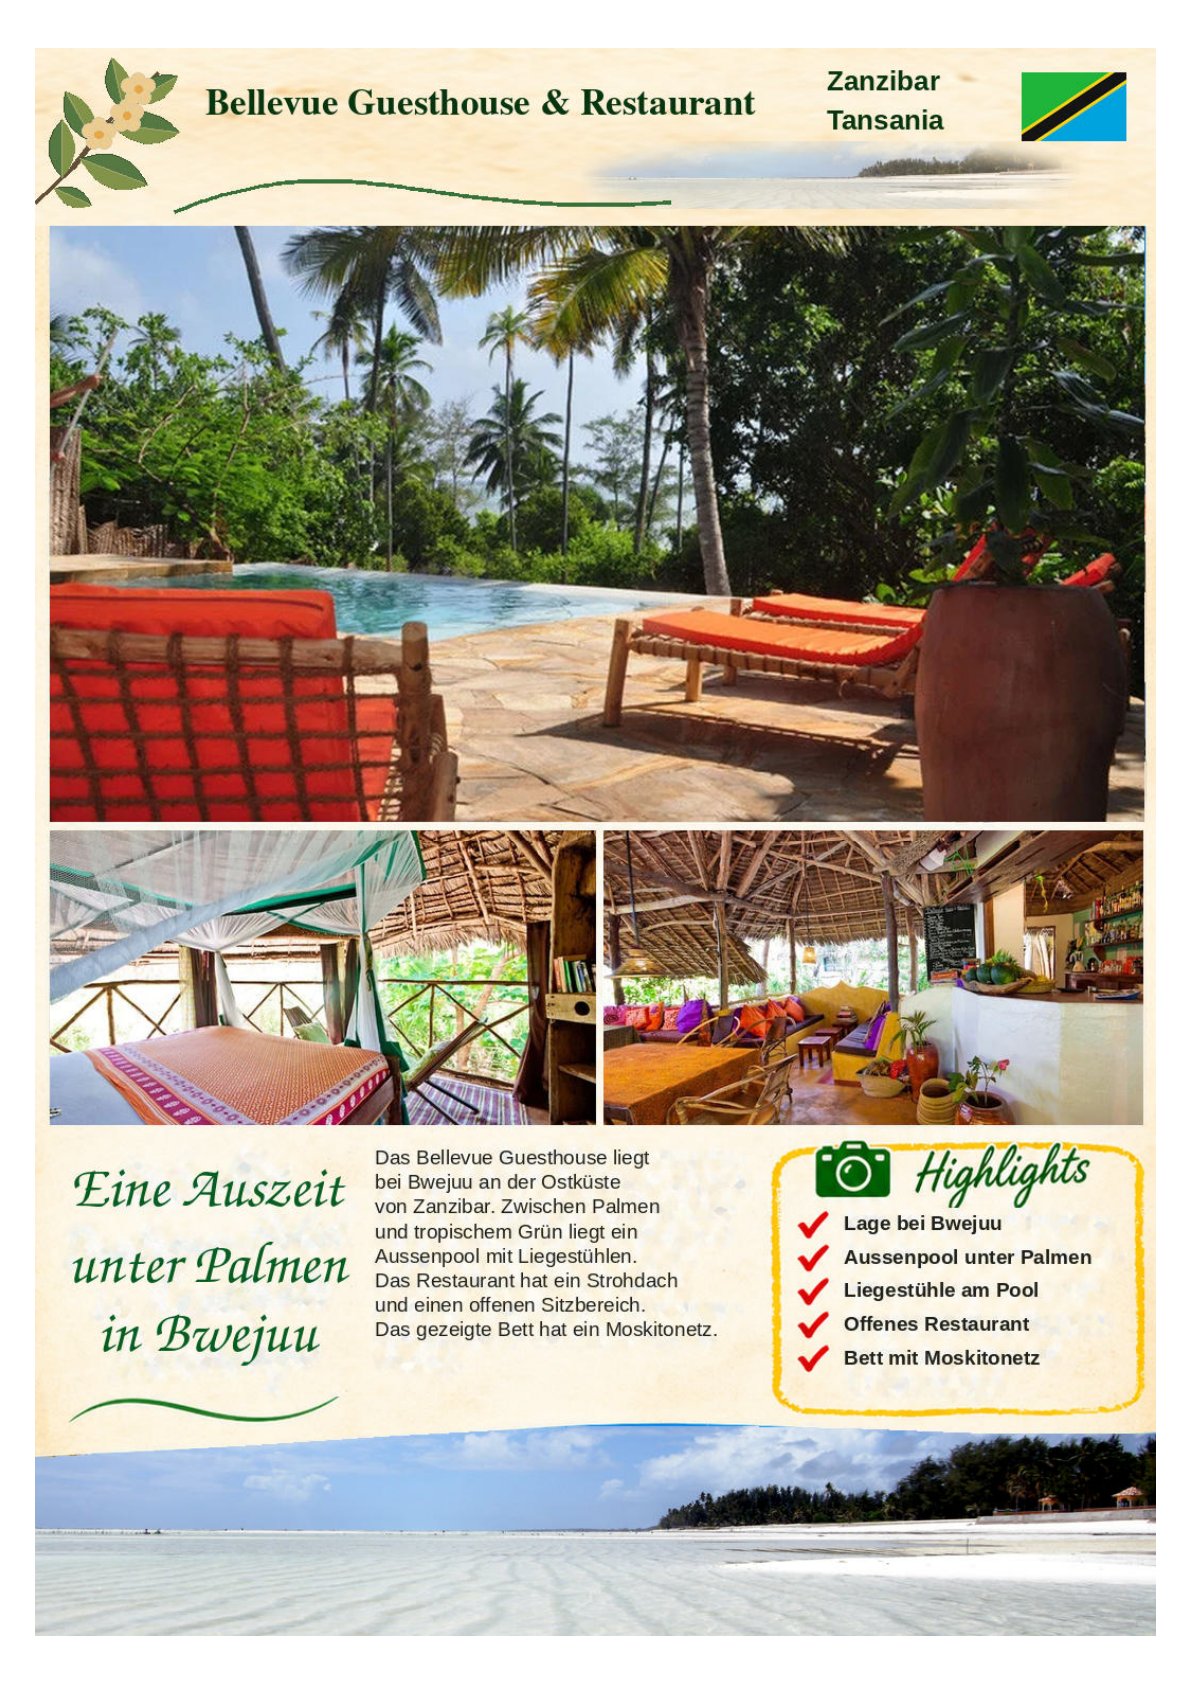 Bellevue Guesthouse & Restaurant
Zanzibar
Tansania
Eine Auszeit
unter Palmen
in Bwejuu
Das Bellevue Guesthouse liegt
bei Bwejuu an der Ostküste
von Zanzibar. Zwischen Palmen
und tropischem Grün liegt ein
Aussenpool mit Liegestühlen.
Das Restaurant hat ein Strohdach
und einen offenen Sitzbereich.
Das gezeigte Bett hat ein Moskitonetz.
Highlights
Lage bei Bwejuu
Aussenpool unter Palmen
Liegestühle am Pool
Offenes Restaurant
Bett mit Moskitonetz